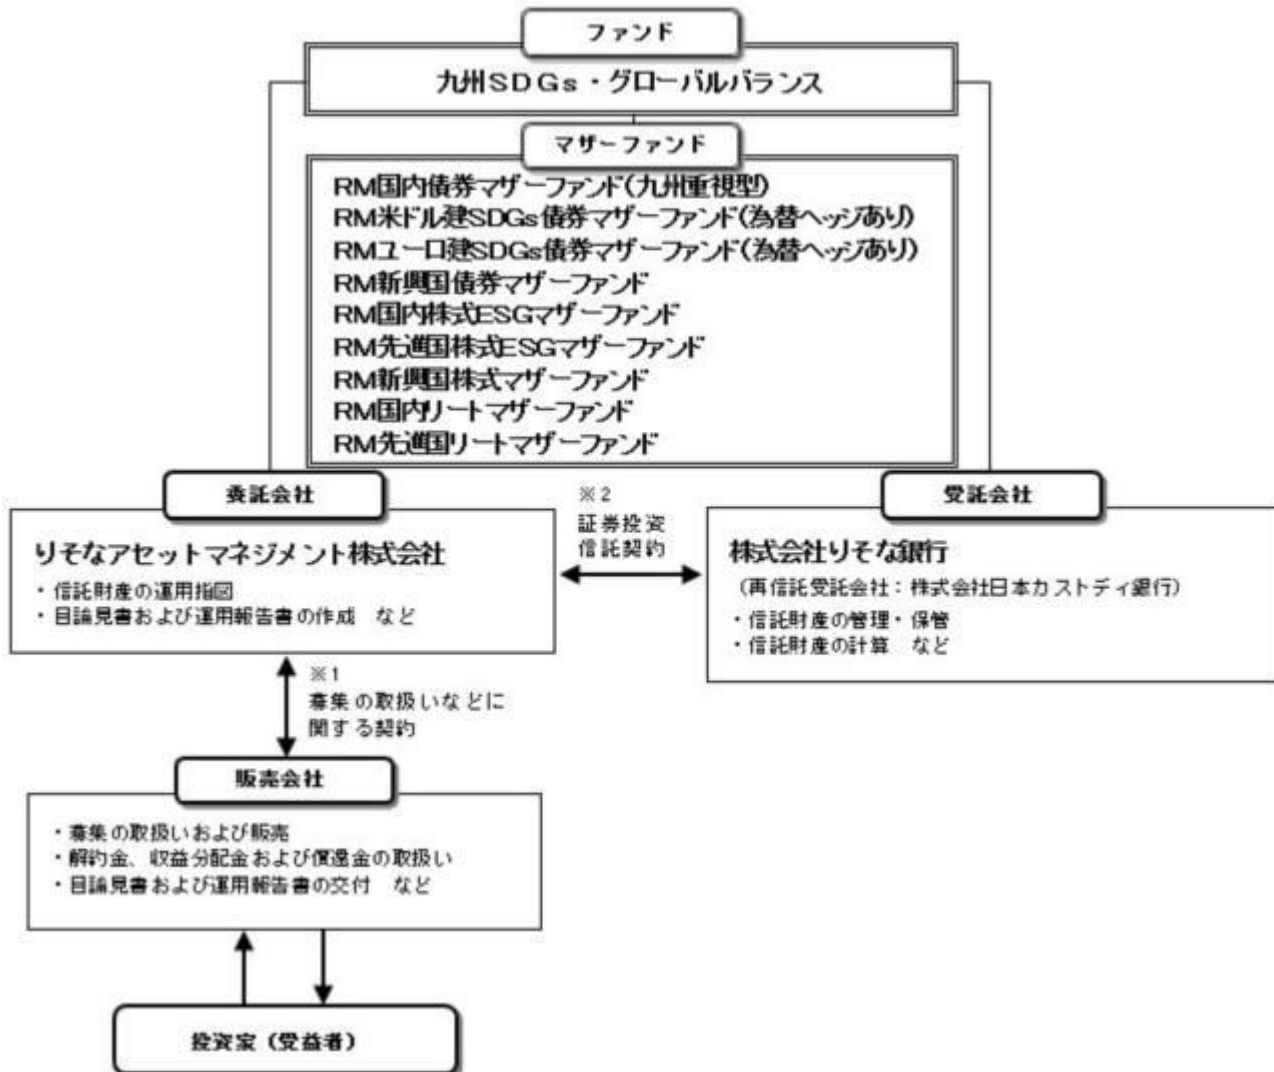 ファンド
九州SDGs・グローバルバランス
マザーファンド
RM国内債券マザーファンド(九州重視型)
RM米ドル建SDGs債券マザーファンド(為替ヘッジあり)
RMユーロ建SDGs債券マザーファンド(為替ヘッジあり)
RM新興国債券マザーファンド
RM国内株式ESGマザーファンド
RM先進国株式ESGマザーファンド
RM新興国株式マザーファンド
RM国内リートマザーファンド
RM先進国リートマザーファンド
委託会社
りそなアセットマネジメント株式会社
・信託財産の運用指図
・目論見書および運用報告書の作成 など
※2
証券投資
信託契約
受託会社
株式会社りそな銀行
(再信託受託会社:株式会社日本カストディ銀行)
・信託財産の管理・保管
・信託財産の計算 など
※1
募集の取扱いなどに
関する契約
販売会社
・募集の取扱いおよび販売
・解約金、収益分配金および償還金の取扱い
・目論見書および運用報告書の交付 など
投資家(受益者)